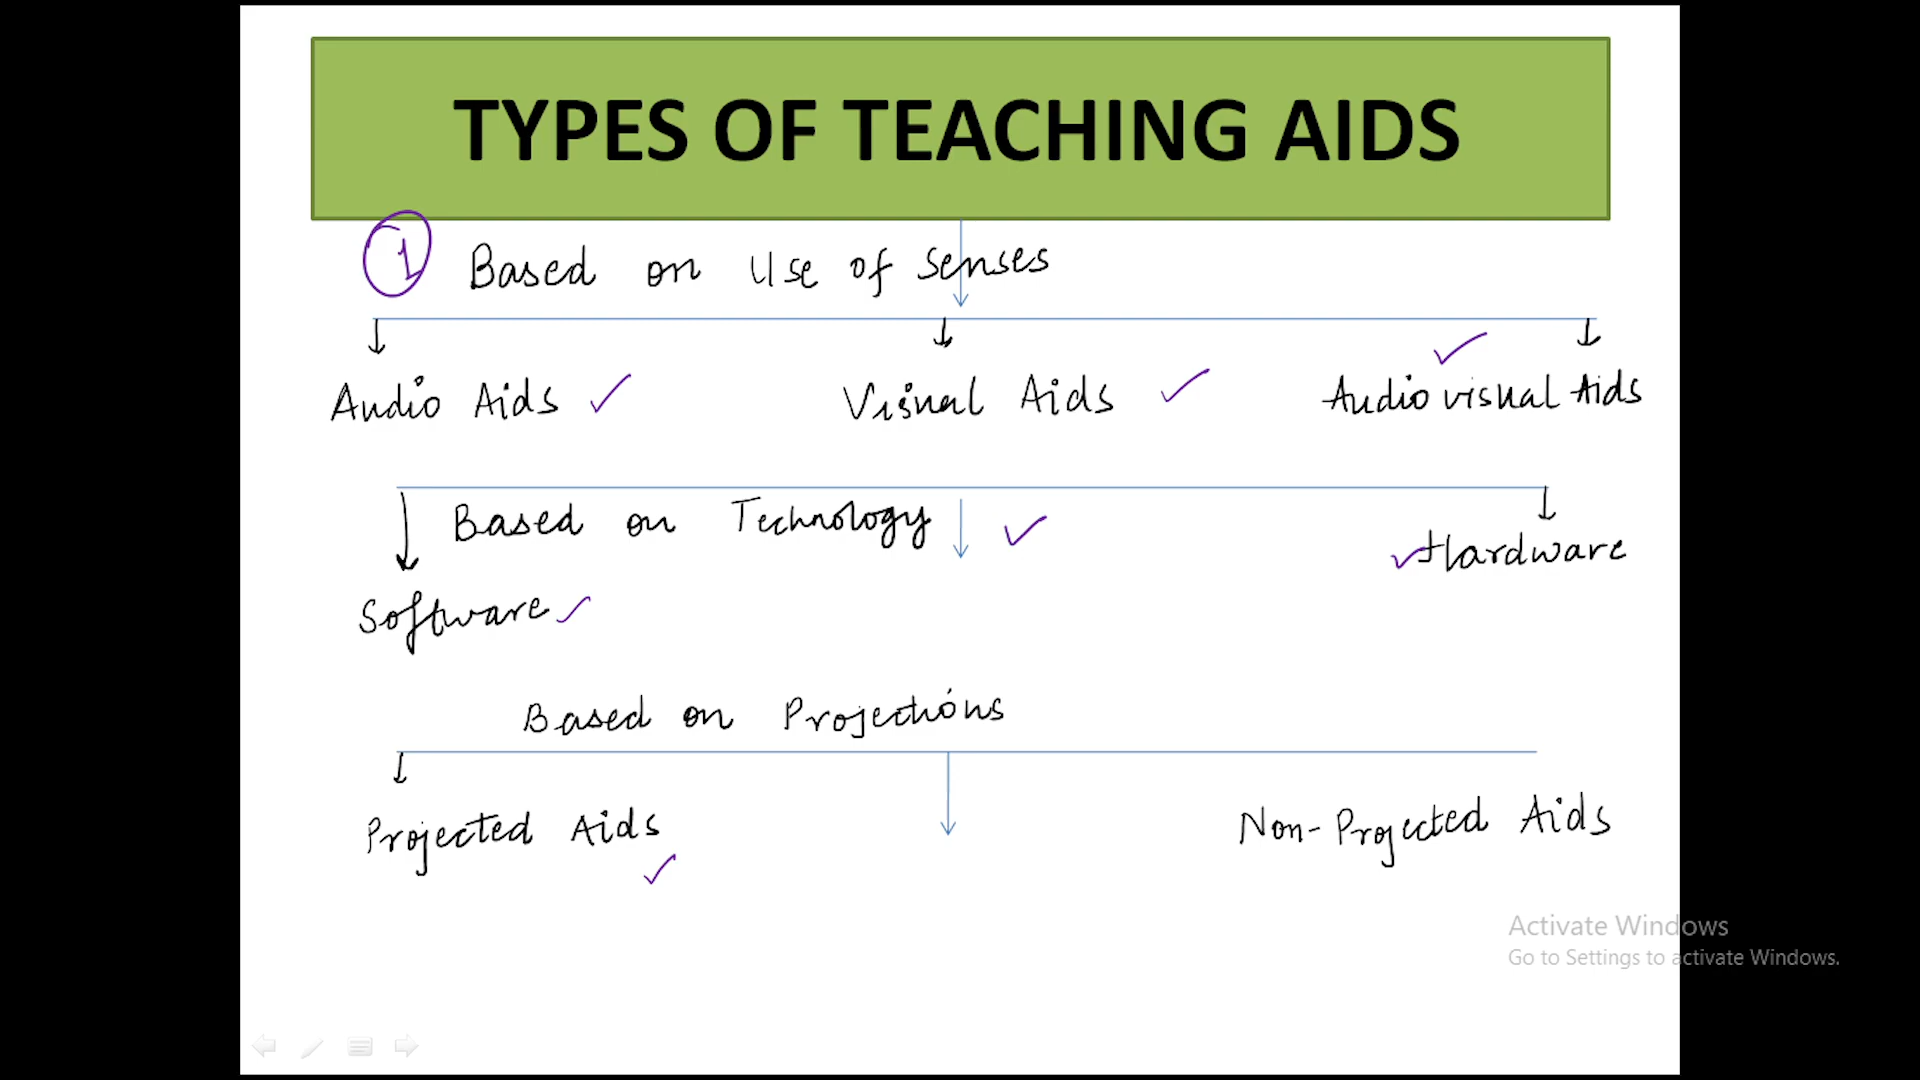 TYPES OF TEACHING AIDS
1 Based on Use of Senses
Audio Aids Visual Aids Audio visual Aids
Based on Technology
Hardware
Software
Based on Projections
Projected Aids Non-Projected Aids
Activate Windows
Go to Settings to activate Windows.